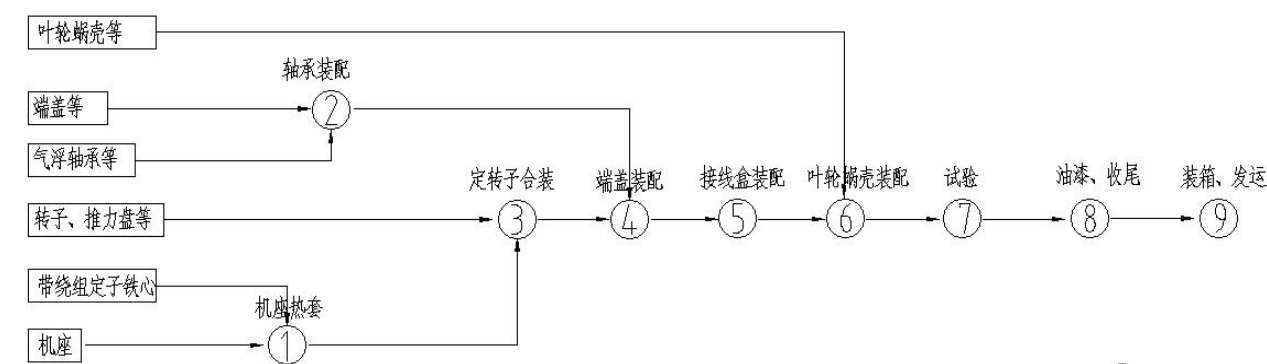 叶轮蜗壳等
轴承装配
端盖等
2
气浮轴承等
定转子合装
端盖装配
接线盒装配
叶轮蜗壳装配
试验
油漆、收尾
装箱、发运
转子、推力盘等
3
4
5
6
7
8
9
带绕组定子铁心
机座热套
机座
1